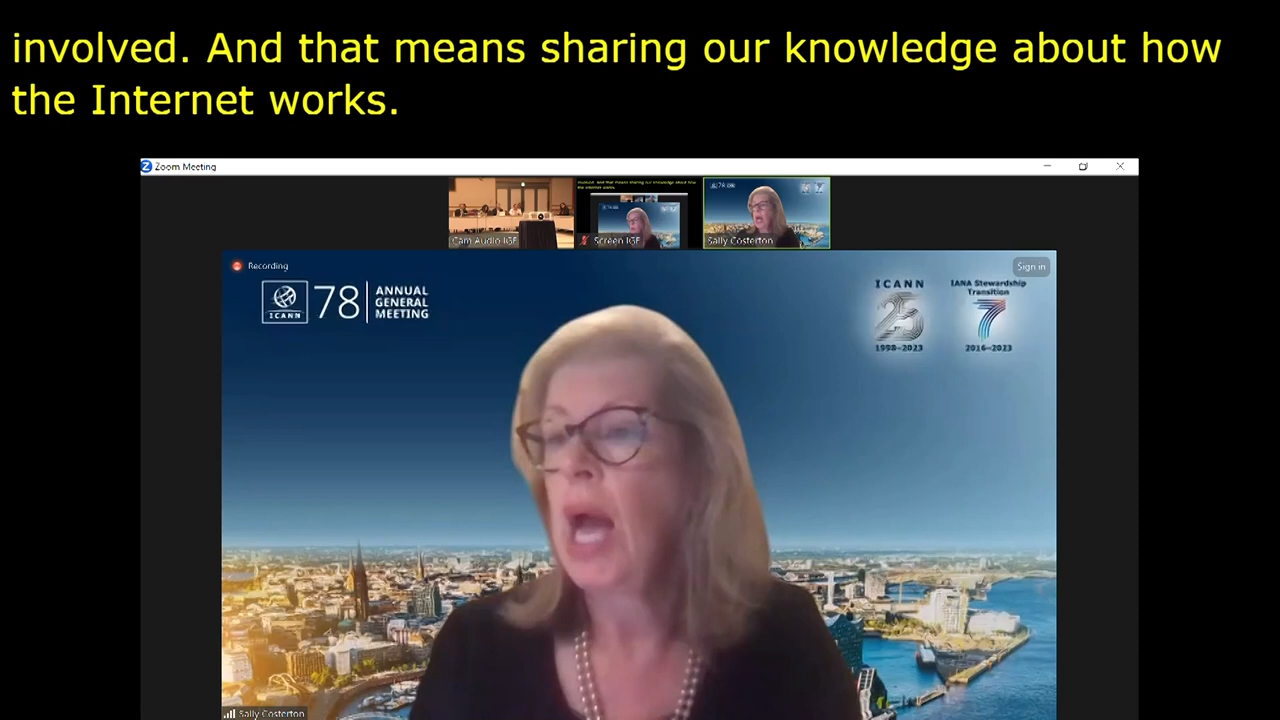 involved. And that means sharing our knowledge about how
the Internet works.
Zoom Meeting
Cam Audio IGF
Screen IGF
Sally Costerton
Recording
Sign in
ICANN
78
ANNUAL
GENERAL
MEETING
ICANN
25
1998–2023
IANA Stewardship
Transition
7
2016–2023
Sally Costerton